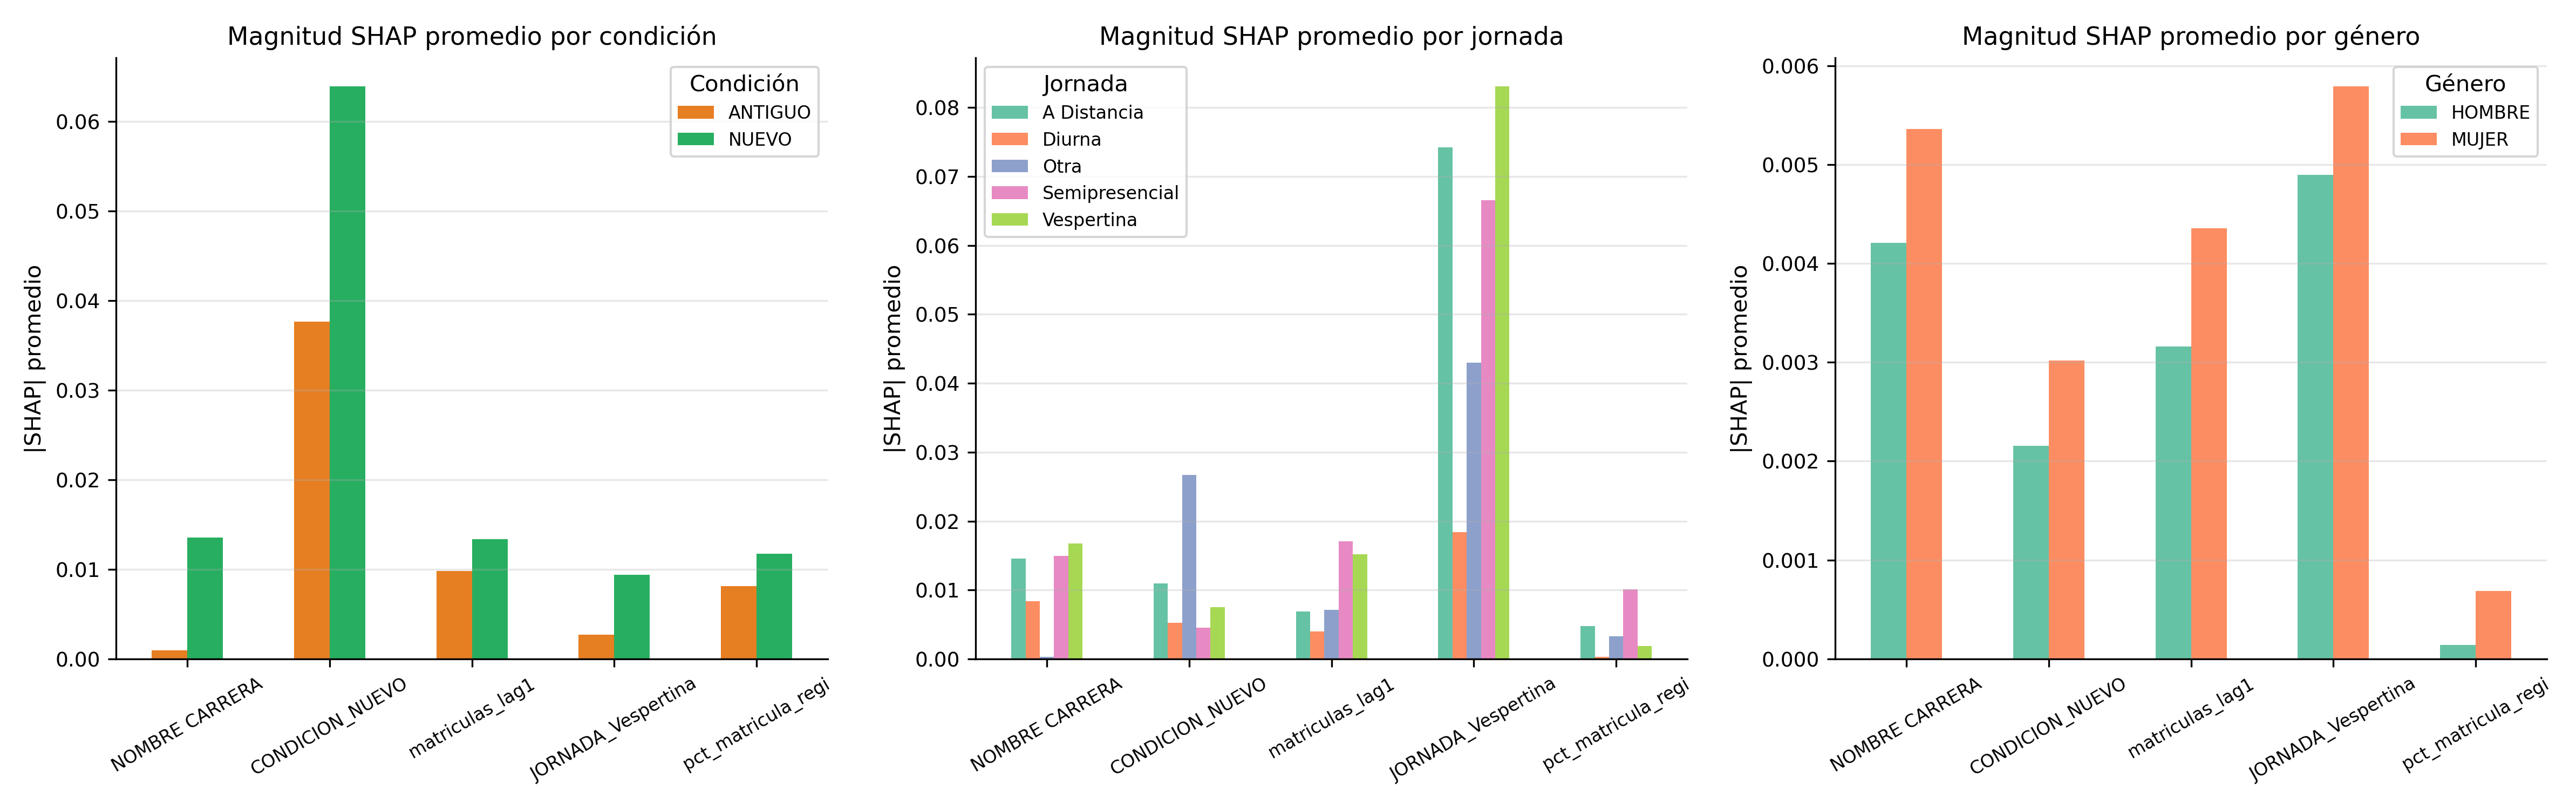 Magnitud SHAP promedio por condición
Condición
ANTIGUO
NUEVO
|SHAP| promedio
0.06
0.05
0.04
0.03
0.02
0.01
0.00
NOMBRE CARRERA
CONDICION_NUEVO
matriculas_lag1
JORNADA_Vespertina
pct_matricula_regi
Magnitud SHAP promedio por jornada
Jornada
A Distancia
Diurna
Otra
Semipresencial
Vespertina
|SHAP| promedio
0.08
0.07
0.06
0.05
0.04
0.03
0.02
0.01
0.00
NOMBRE CARRERA
CONDICION_NUEVO
matriculas_lag1
JORNADA_Vespertina
pct_matricula_regi
Magnitud SHAP promedio por género
Género
HOMBRE
MUJER
|SHAP| promedio
0.006
0.005
0.004
0.003
0.002
0.001
0.000
NOMBRE CARRERA
CONDICION_NUEVO
matriculas_lag1
JORNADA_Vespertina
pct_matricula_regi